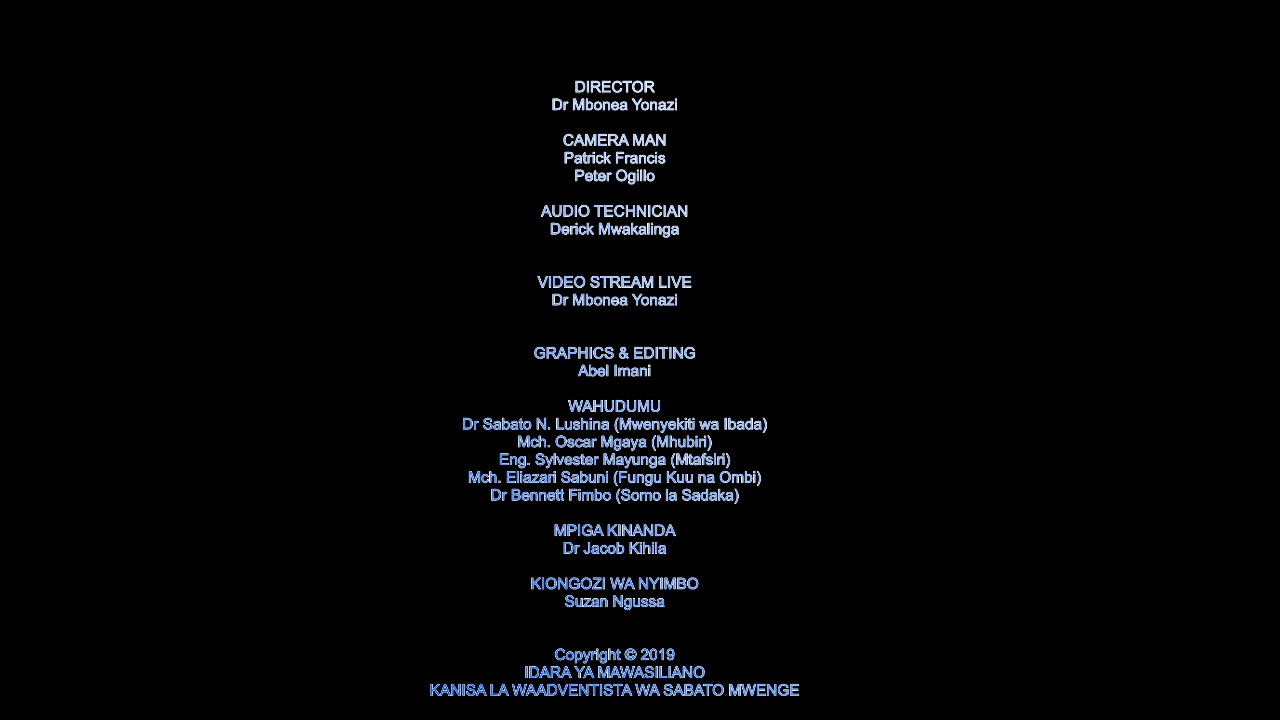 DIRECTOR
Dr Mbonea Yonazi
CAMERA MAN
Patrick Francis
Peter Ogillo
AUDIO TECHNICIAN
Derick Mwakalinga
VIDEO STREAM LIVE
Dr Mbonea Yonazi
GRAPHICS & EDITING
Abel Imani
WAHUDUMU
Dr Sabato N. Lushina (Mwenyekiti wa Ibada)
Mch. Oscar Mgaya (Mhubiri)
Eng. Sylvester Mayunga (Mtafsiri)
Mch. Eliazari Sabuni (Fungu Kuu na Ombi)
Dr Bennett Fimbo (Somo la Sadaka)
MPIGA KINANDA
Dr Jacob Kihila
KIONGOZI WA NYIMBO
Suzan Ngussa
Copyright © 2019
IDARA YA MAWASILIANO
KANISA LA WAADVENTISTA WA SABATO MWENGE